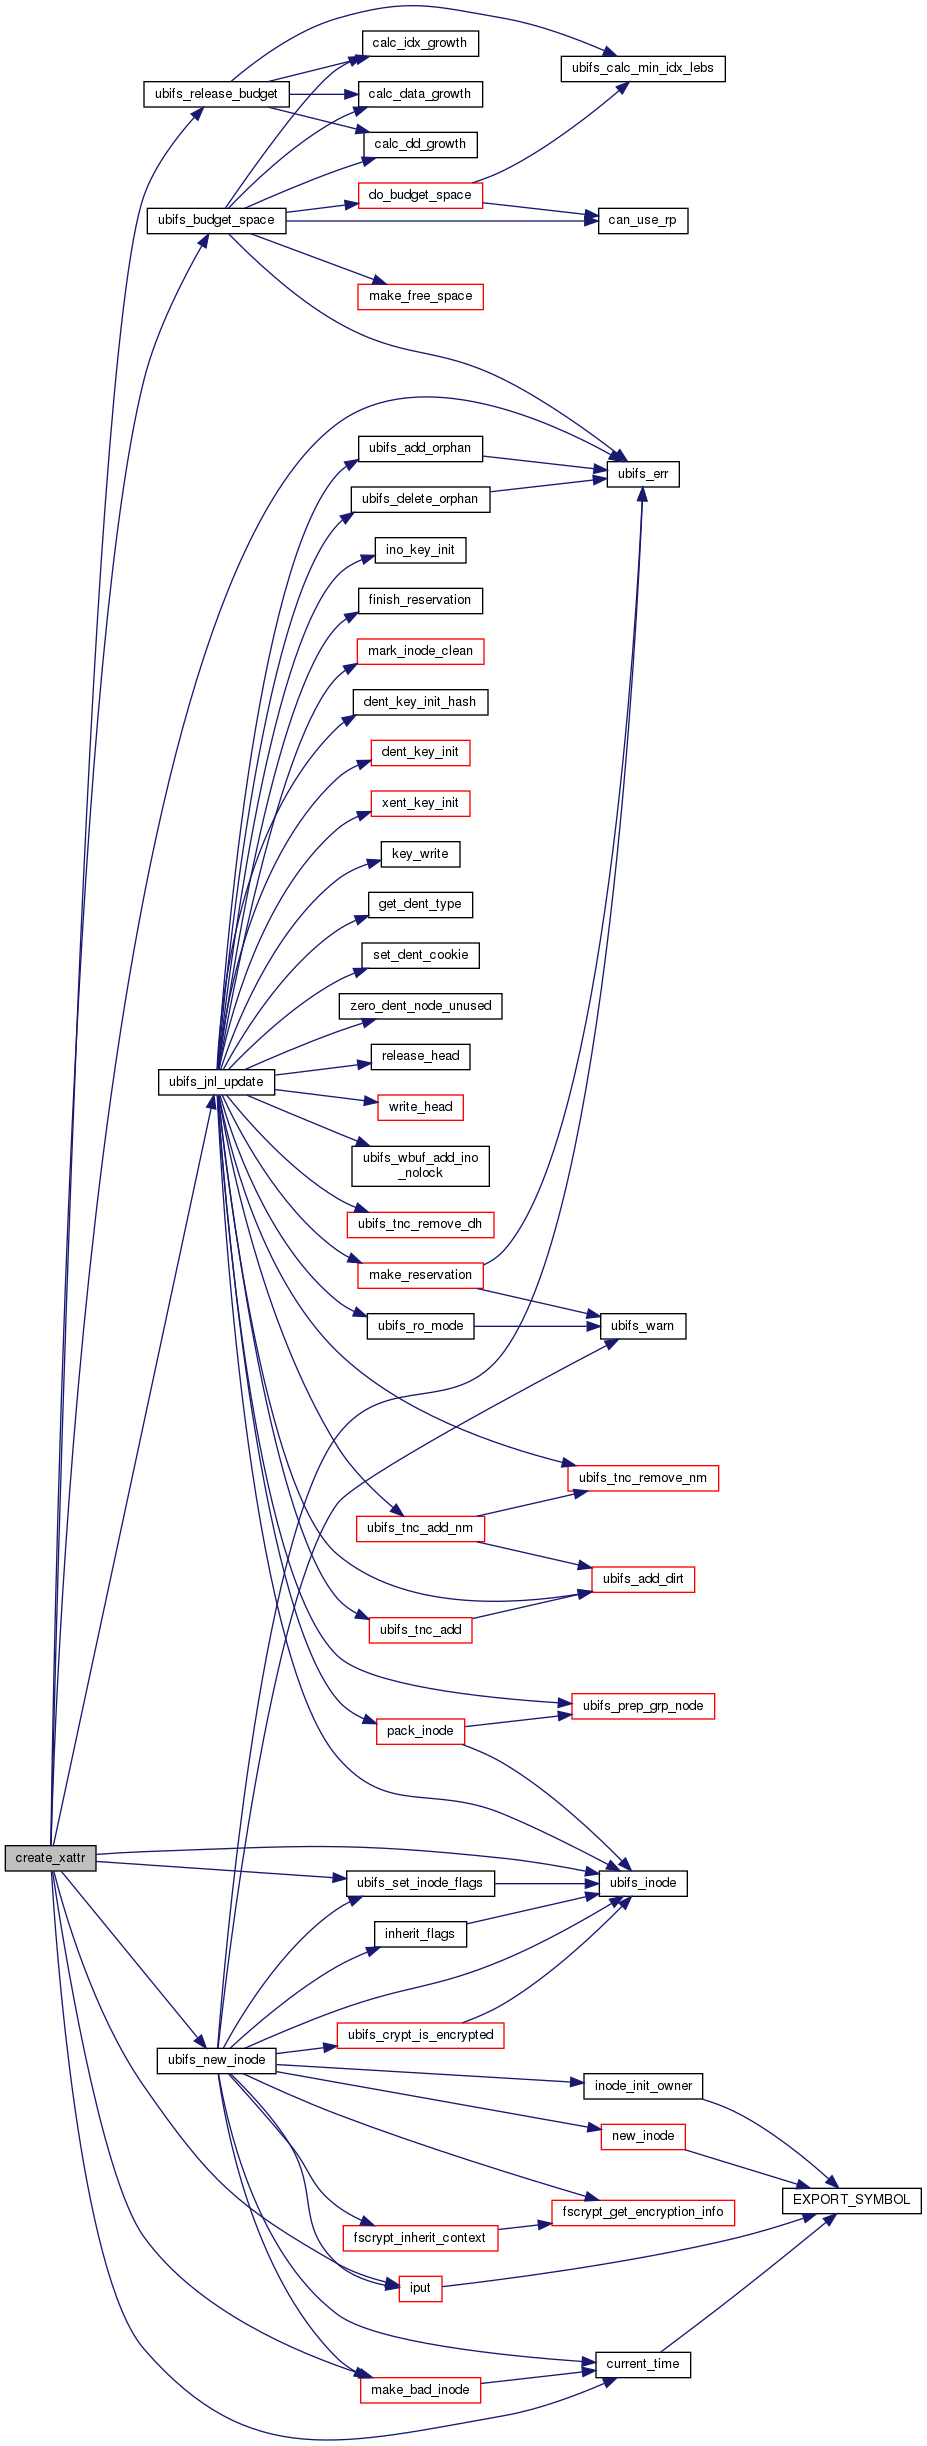 calc_idx_growth
ubifs_calc_min_idx_lebs
ubifs_release_budget
calc_data_growth
calc_dd_growth
do_budget_space
ubifs_budget_space
can_use_rp
make_free_space
ubifs_add_orphan
ubifs_err
ubifs_delete_orphan
ino_key_init
finish_reservation
mark_inode_clean
dent_key_init_hash
dent_key_init
xent_key_init
key_write
get_dent_type
set_dent_cookie
zero_dent_node_unused
release_head
ubifs_jnl_update
write_head
ubifs_wbuf_add_ino
_nolock
ubifs_tnc_remove_dh
make_reservation
ubifs_ro_mode
ubifs_warn
ubifs_tnc_remove_nm
ubifs_tnc_add_nm
ubifs_add_dirt
ubifs_tnc_add
ubifs_prep_grp_node
pack_inode
create_xattr
ubifs_set_inode_flags
ubifs_inode
inherit_flags
ubifs_crypt_is_encrypted
ubifs_new_inode
inode_init_owner
new_inode
EXPORT_SYMBOL
fscrypt_get_encryption_info
fscrypt_inherit_context
iput
current_time
make_bad_inode